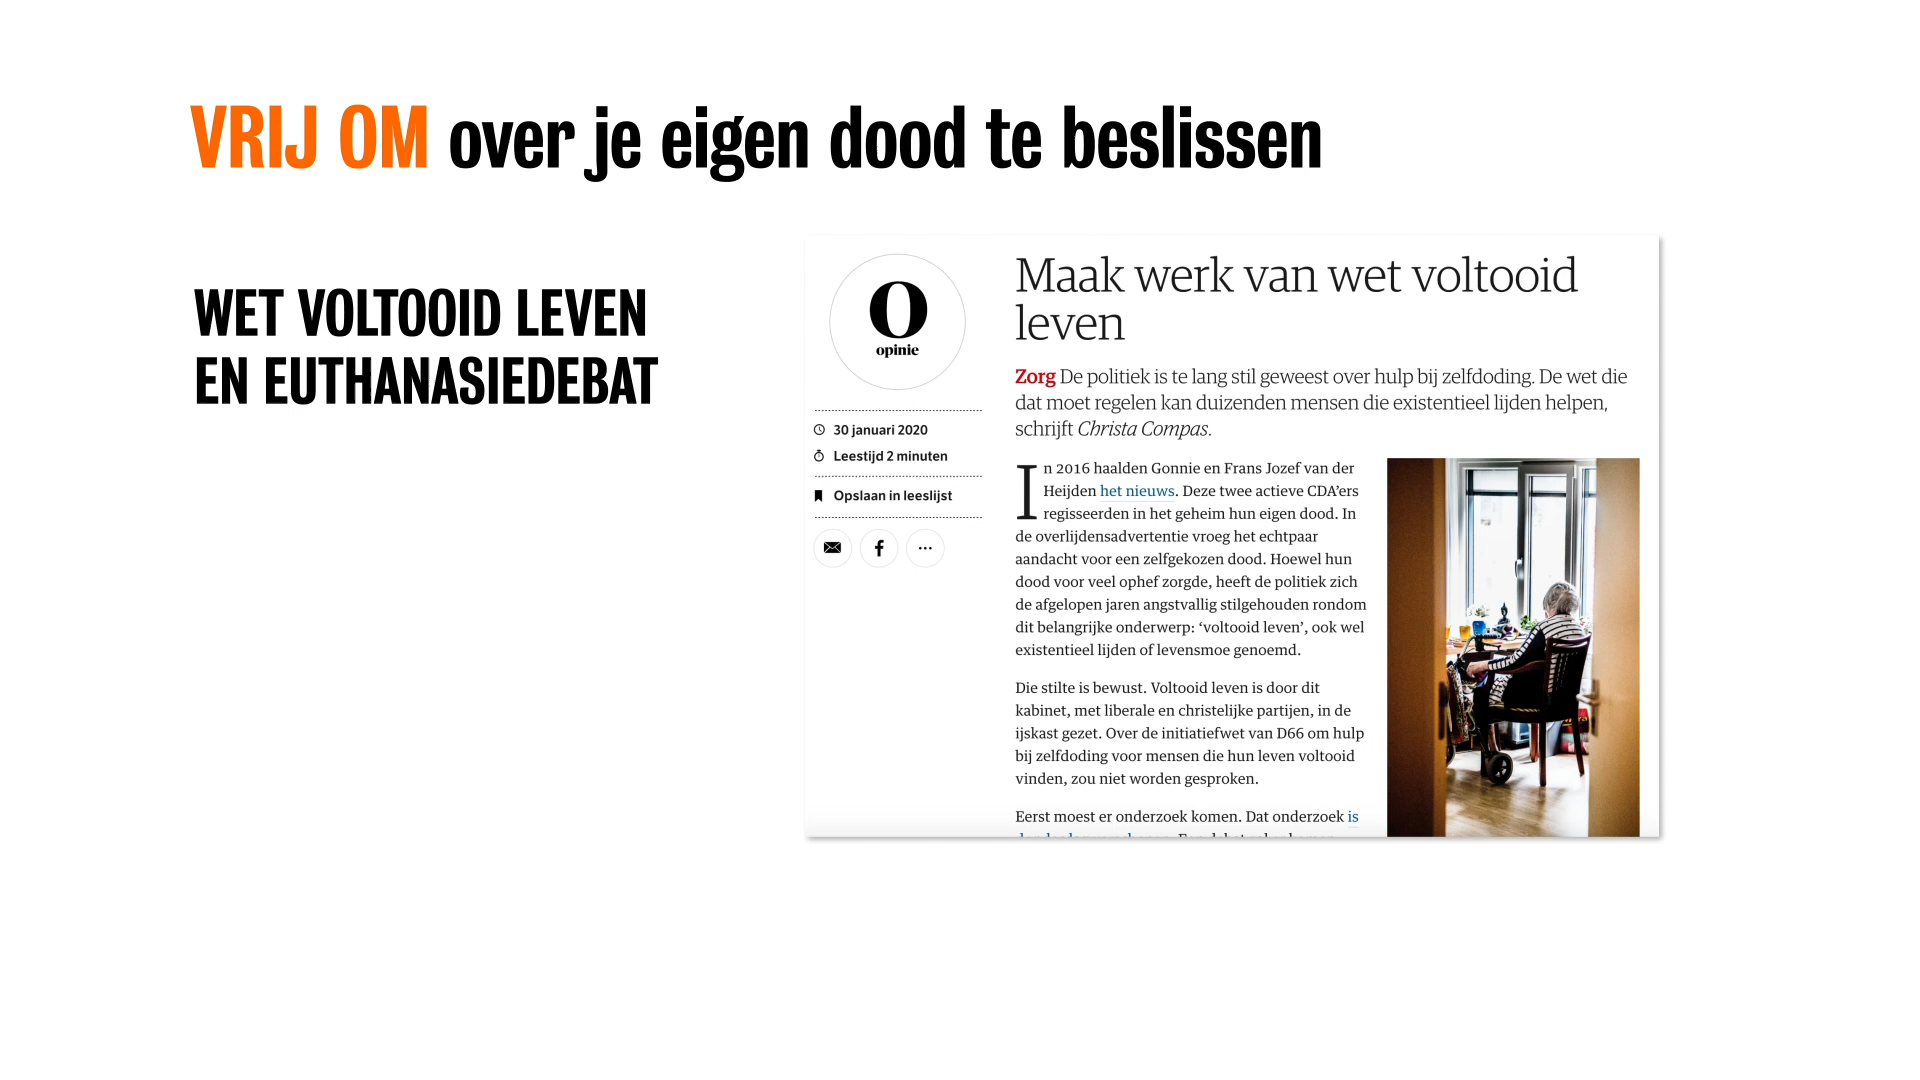 VRIJ OM over je eigen dood te beslissen
WET VOLTOOID LEVEN
EN EUTHANASIEDEBAT
O
opinie
30 januari 2020
Leestijd 2 minuten
Opslaan in leeslijst
Maak werk van wet voltooid
leven
Zorg De politiek is te lang stil geweest over hulp bij zelfdoding. De wet die
dat moet regelen kan duizenden mensen die existentieel lijden helpen,
schrijft Christa Compas.
In 2016 haalden Gonnie en Frans Jozef van der
Heijden het nieuws. Deze twee actieve CDA’ers
regisseerden in het geheim hun eigen dood. In
de overlijdensadvertentie vroeg het echtpaar
aandacht voor een zelfgekozen dood. Hoewel hun
dood voor veel ophef zorgde, heeft de politiek zich
de afgelopen jaren angstvallig stilgehouden rondom
dit belangrijke onderwerp: ‘voltooid leven’, ook wel
existentieel lijden of levensmoe genoemd.
Die stilte is bewust. Voltooid leven is door dit
kabinet, met liberale en christelijke partijen, in de
ijskast gezet. Over de initiatiefwet van D66 om hulp
bij zelfdoding voor mensen die hun leven voltooid
vinden, zou niet worden gesproken.
Eerst moest er onderzoek komen. Dat onderzoek is